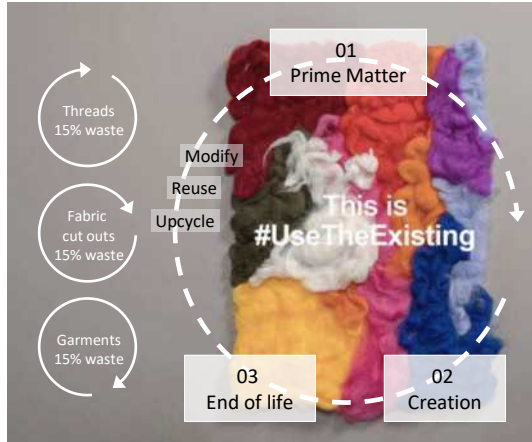 01
Prime Matter
Threads
15% waste
Modify
Reuse
Upcycle
Fabric
cut outs
15% waste
This is
#UseTheExisting
Garments
15% waste
03
End of life
02
Creation